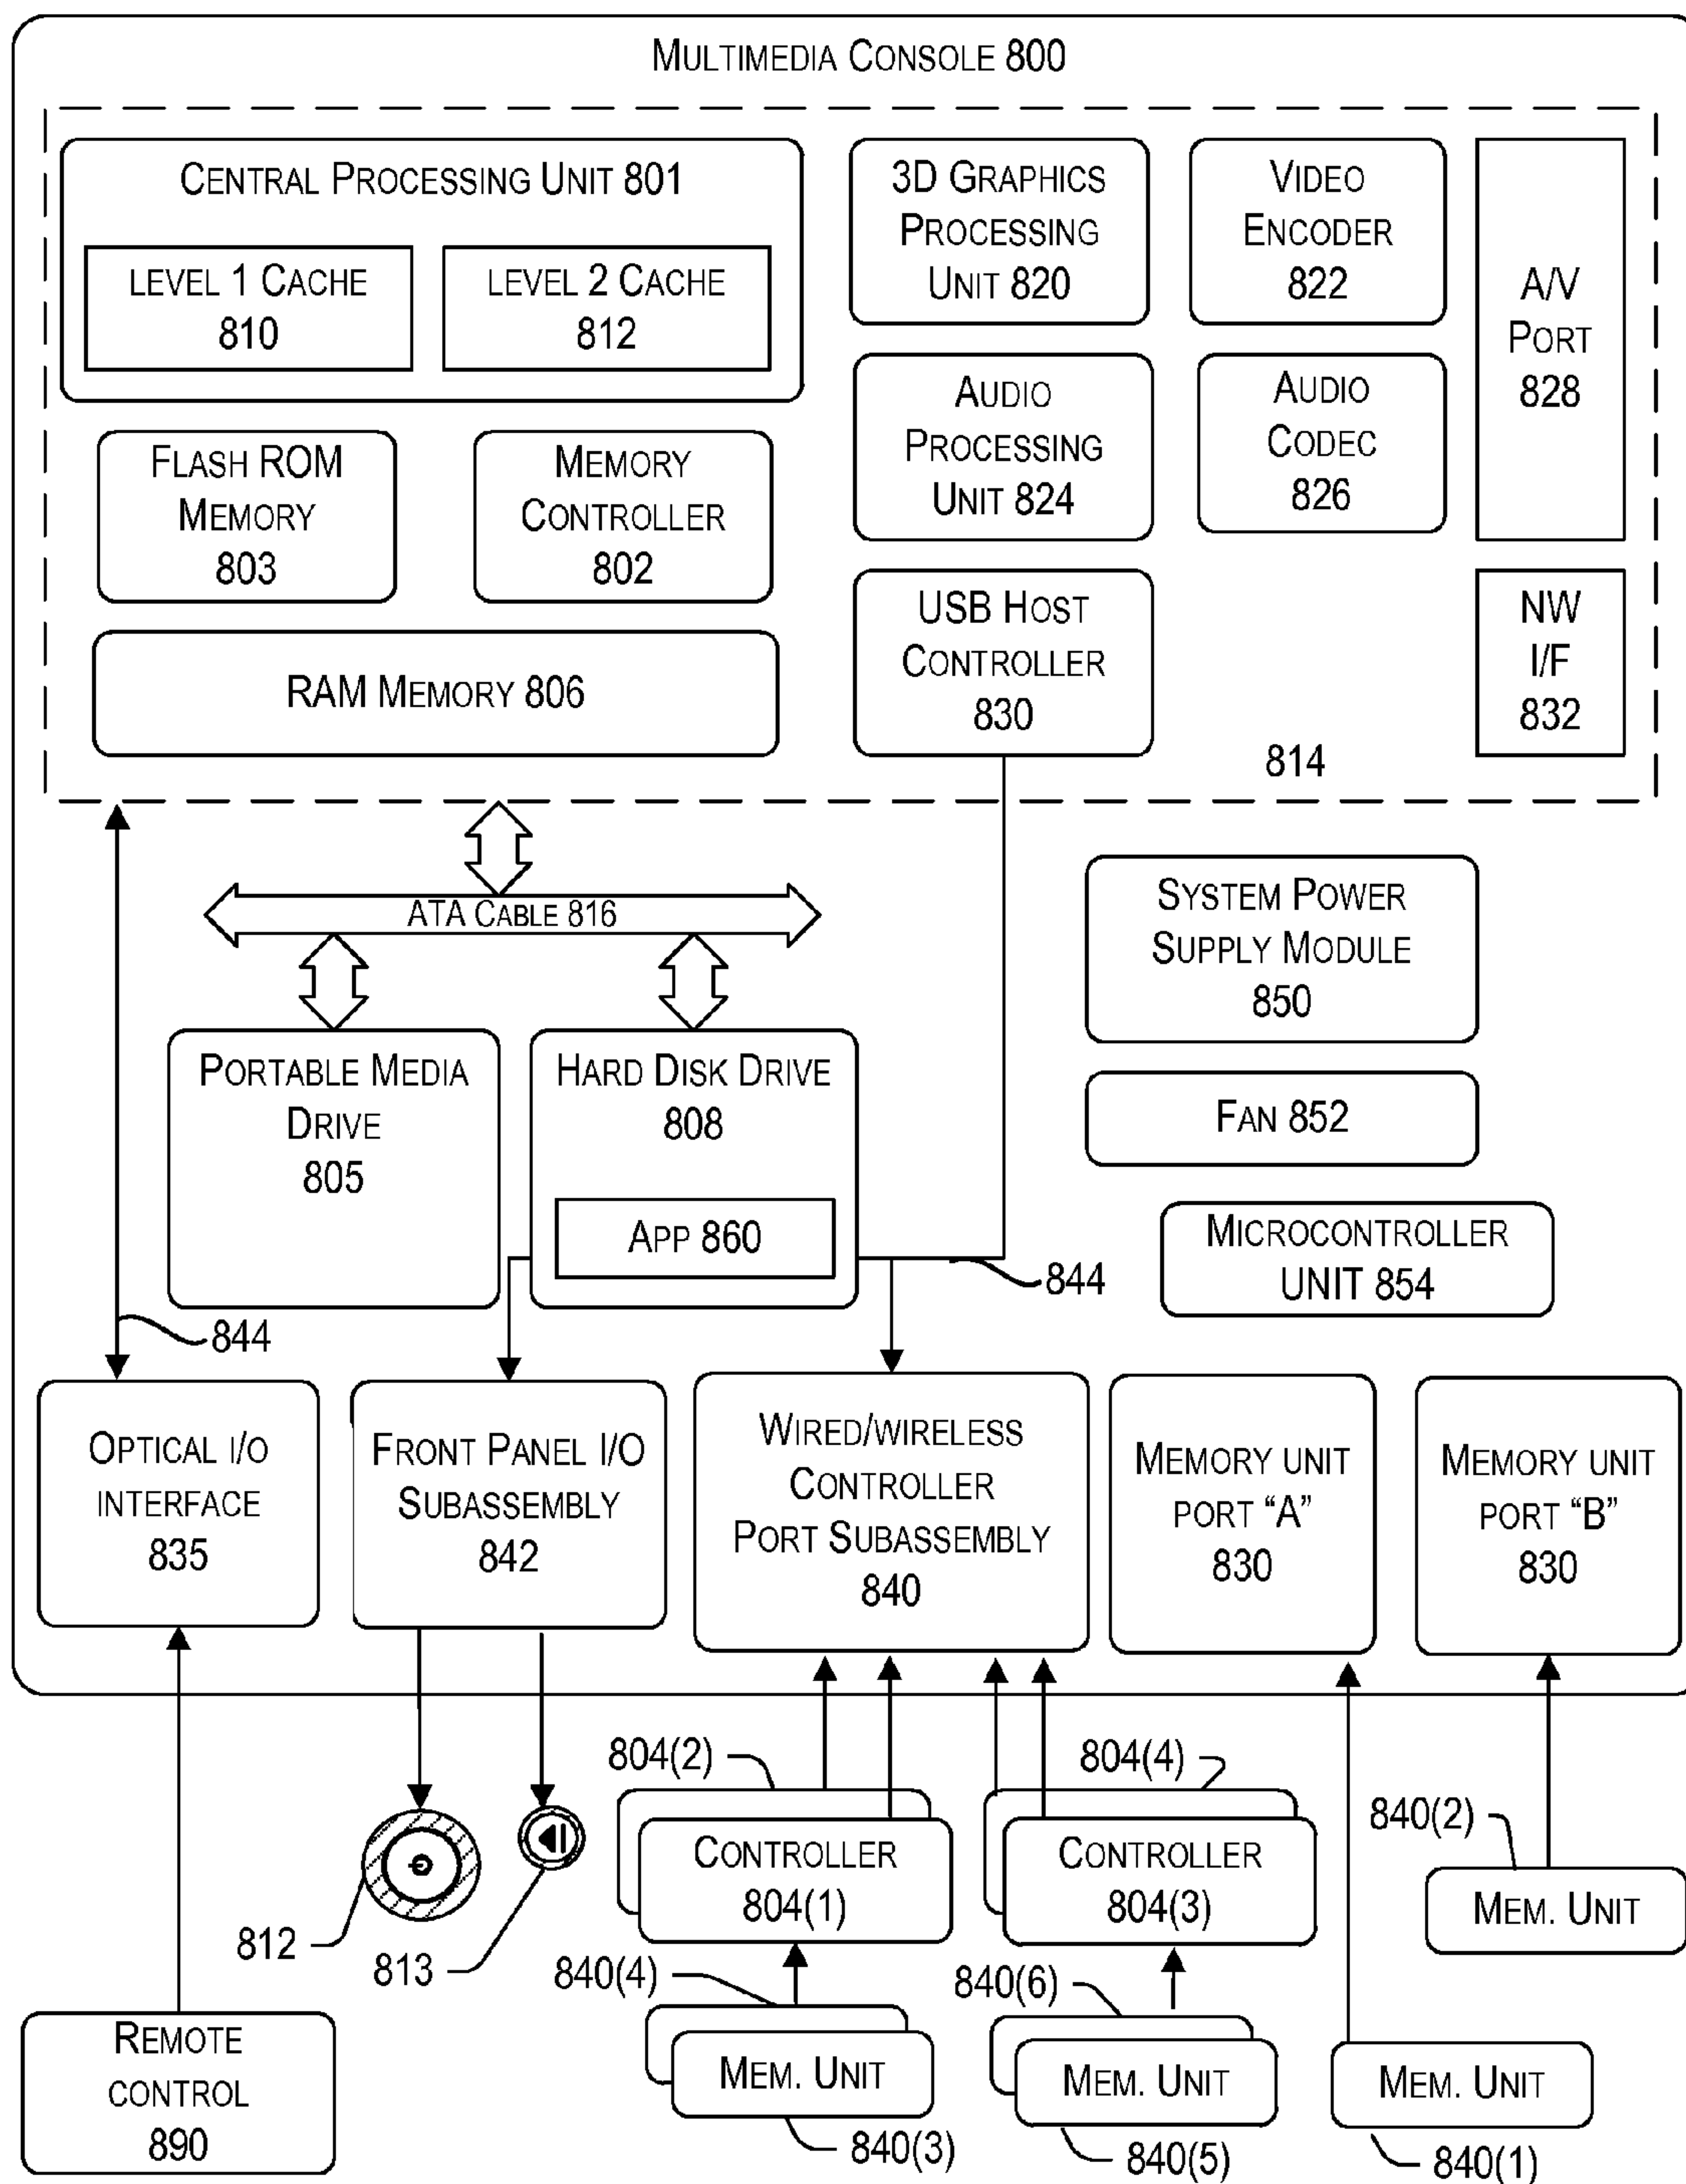 MULTIMEDIA CONSOLE 800
CENTRAL PROCESSING UNIT 801
LEVEL 1 CACHE
810
LEVEL 2 CACHE
812
3D GRAPHICS
PROCESSING
UNIT 820
VIDEO
ENCODER
822
A/V
PORT
828
AUDIO
PROCESSING
UNIT 824
AUDIO
CODEC
826
FLASH ROM
MEMORY
803
MEMORY
CONTROLLER
802
USB HOST
CONTROLLER
830
NW
I/F
832
RAM MEMORY 806
814
ATA CABLE 816
SYSTEM POWER
SUPPLY MODULE
850
PORTABLE MEDIA
DRIVE
805
HARD DISK DRIVE
808
APP 860
FAN 852
MICROCONTROLLER
UNIT 854
844
844
OPTICAL I/O
INTERFACE
835
FRONT PANEL I/O
SUBASSEMBLY
842
WIRED/WIRELESS
CONTROLLER
PORT SUBASSEMBLY
840
MEMORY UNIT
PORT “A”
830
MEMORY UNIT
PORT “B”
830
804(2)
804(4)
840(2)
CONTROLLER
804(1)
CONTROLLER
804(3)
MEM. UNIT
812
813
840(4)
840(6)
REMOTE
CONTROL
890
MEM. UNIT
MEM. UNIT
MEM. UNIT
840(3)
840(5)
840(1)